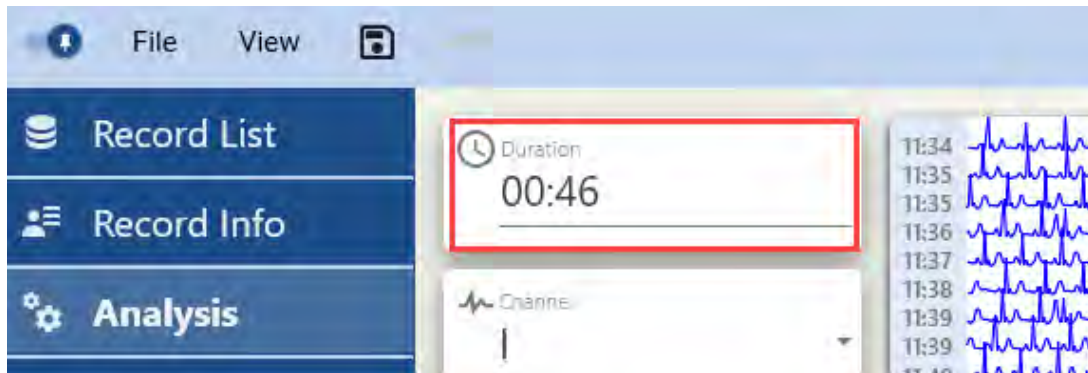 File View
Record List
Record Info
Analysis
Duration
00:46
Channel
I
11:34
11:35
11:35
11:36
11:37
11:38
11:39
11:39